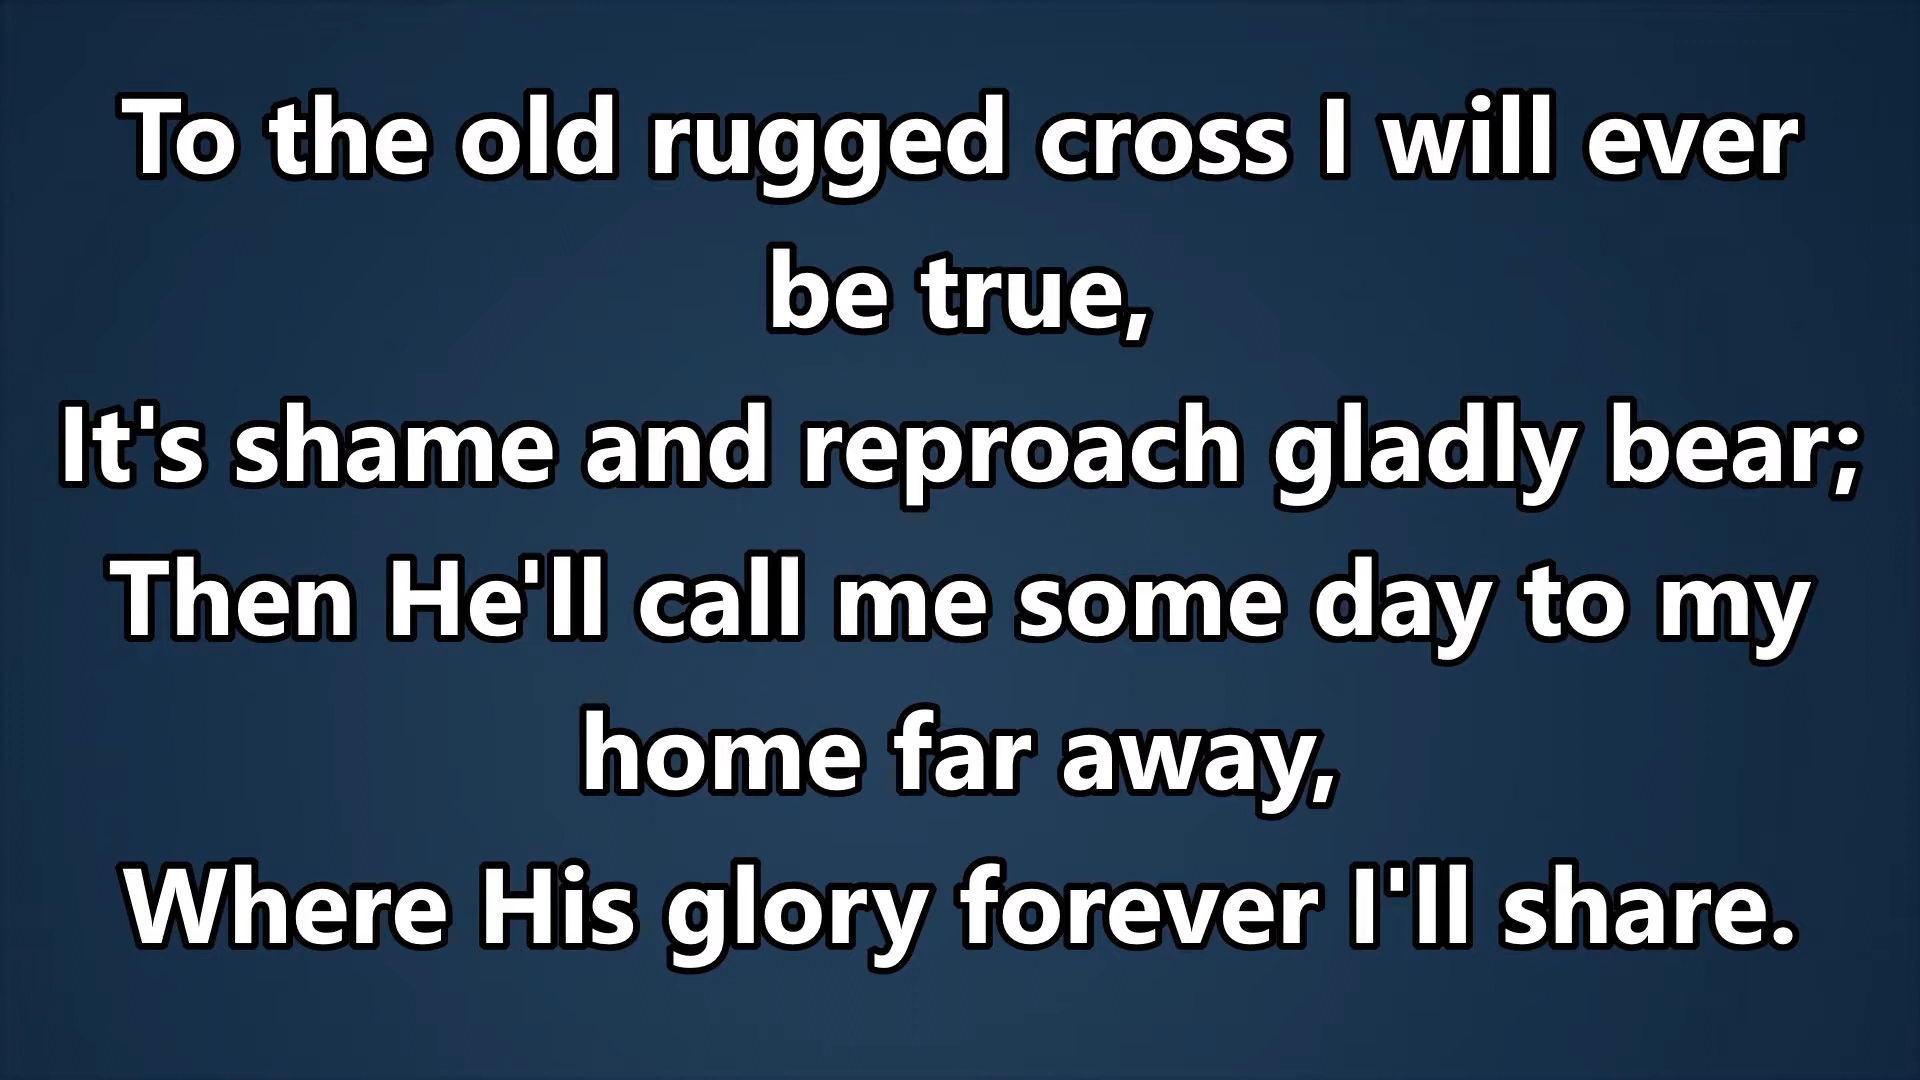 To the old rugged cross I will ever
be true,
It's shame and reproach gladly bear;
Then He'll call me some day to my
home far away,
Where His glory forever I'll share.